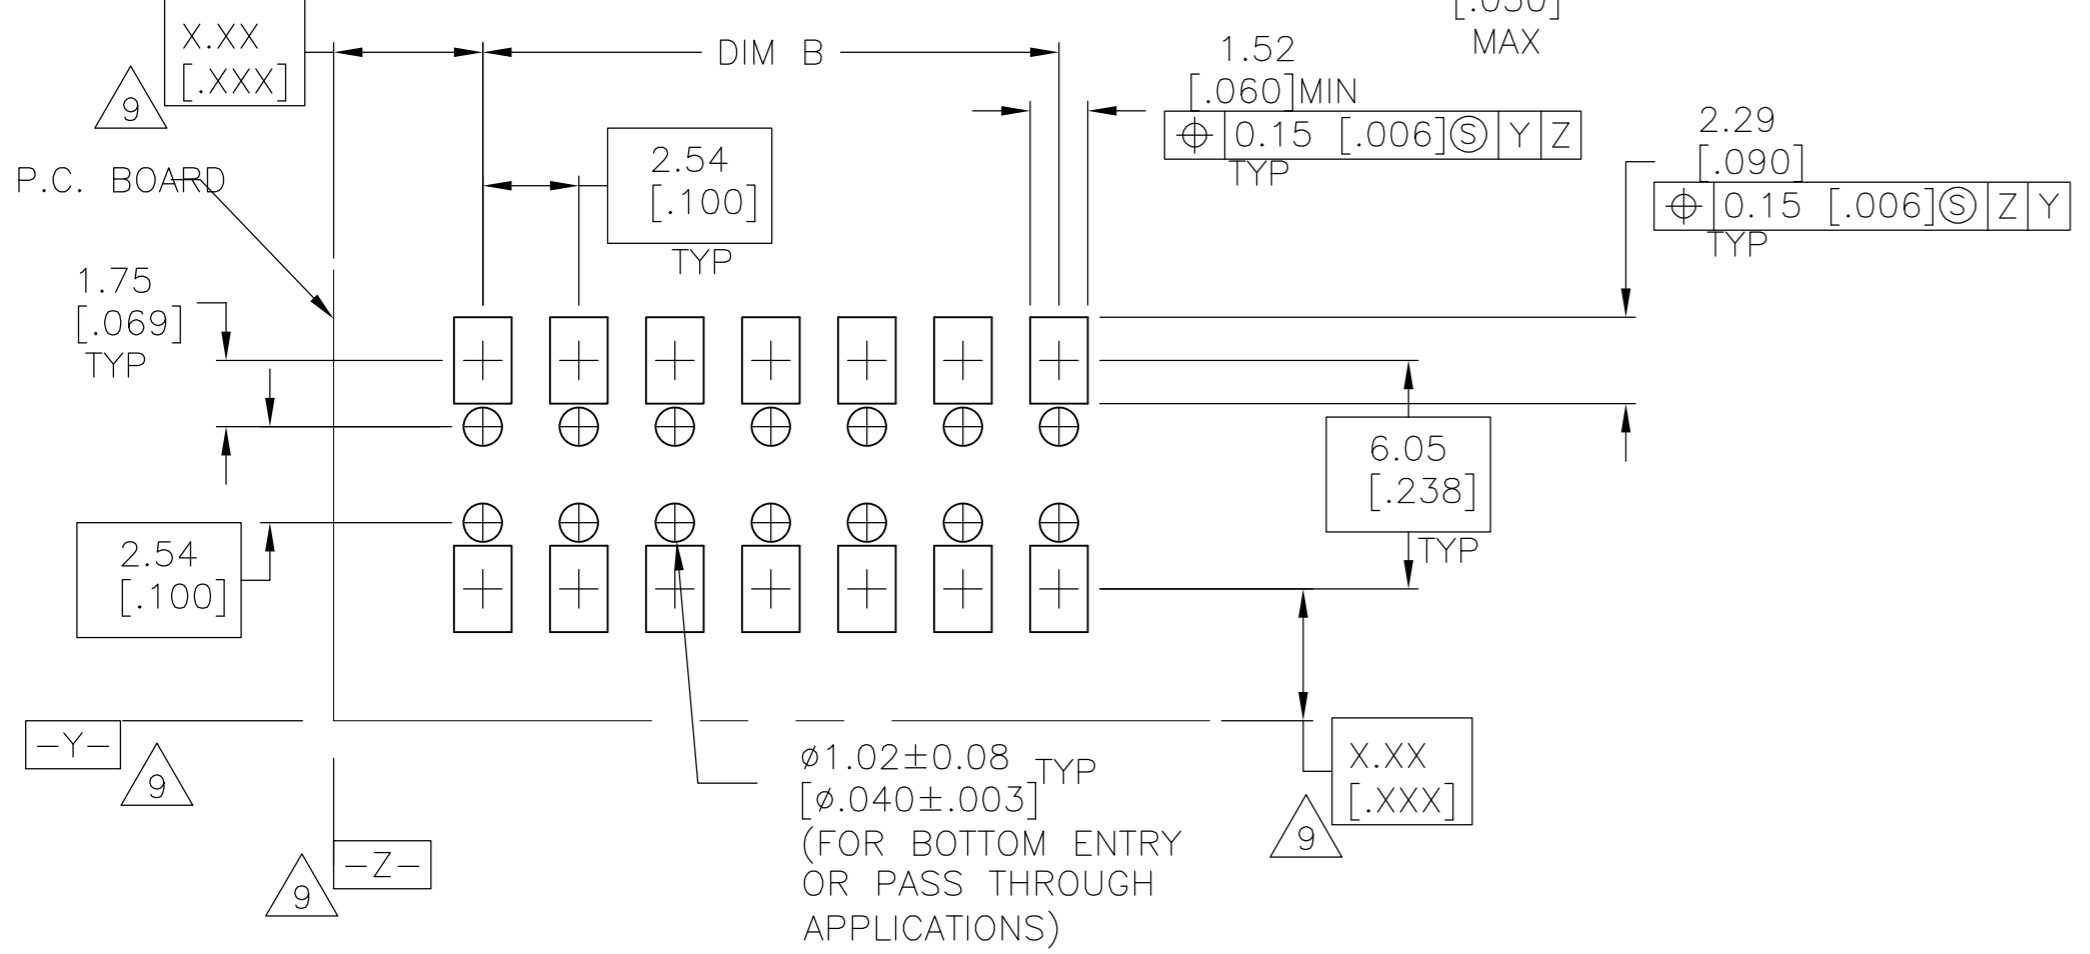 [.030]
MAX
X.XX
[.XXX]
9
DIM B
1.52
[.060]MIN
⌖ 0.15 [.006]Ⓢ Y Z
TYP
2.29
[.090]
⌖ 0.15 [.006]Ⓢ Z Y
TYP
P.C. BOARD
2.54
[.100]
TYP
1.75
[.069]
TYP
6.05
[.238]
TYP
2.54
[.100]
-Y-
9
-Z-
9
ø1.02±0.08 TYP
[ø.040±.003]
(FOR BOTTOM ENTRY
OR PASS THROUGH
APPLICATIONS)
X.XX
[.XXX]
9